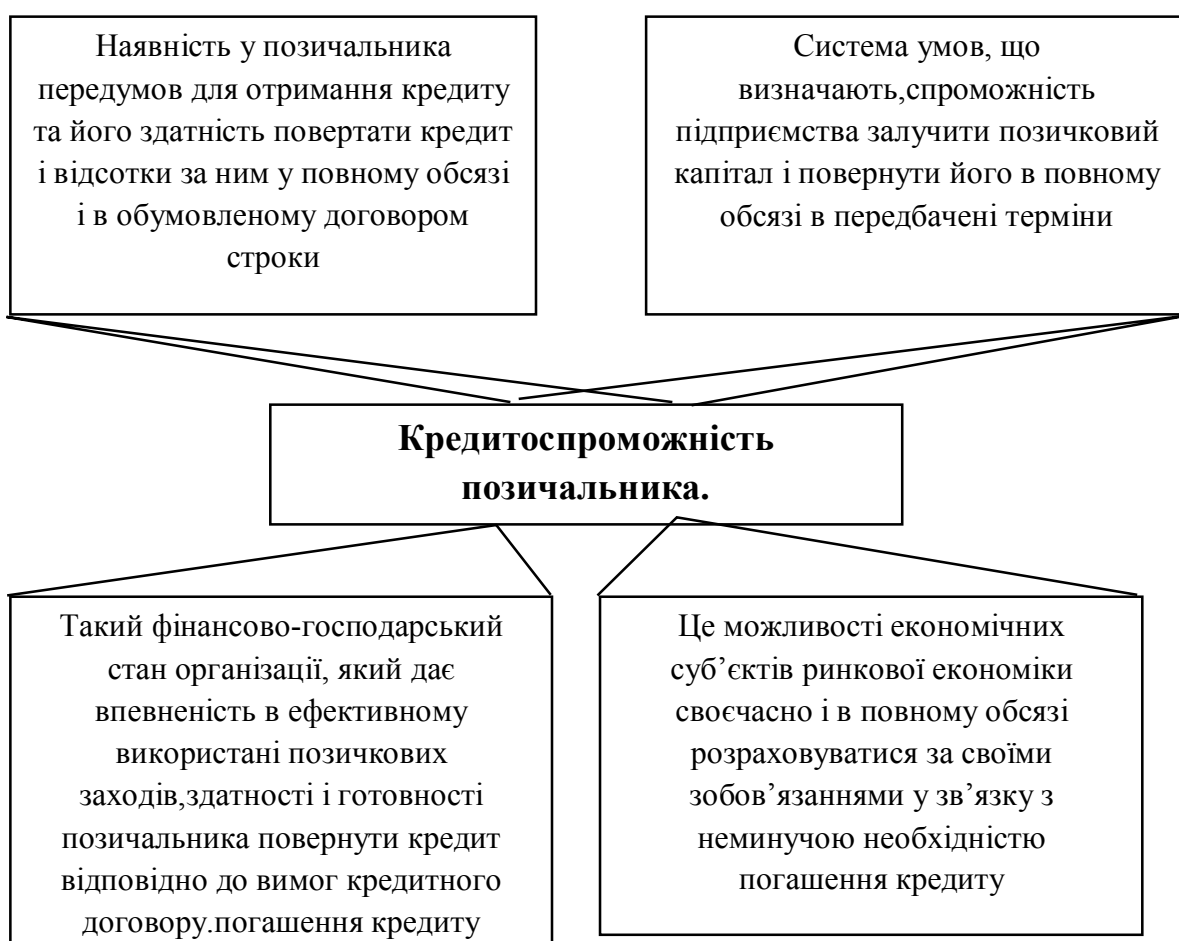 Наявність у позичальника
передумов для отримання кредиту
та його здатність повертати кредит
і відсотки за ним у повному обсязі
і в обумовленому договором
строки
Система умов, що
визначають,спроможність
підприємства залучити позичковий
капітал і повернути його в повному
обсязі в передбачені терміни
Кредитоспроможність
позичальника.
Такий фінансово-господарський
стан організації, який дає
впевненість в ефективному
використані позичкових
заходів,здатності і готовності
позичальника повернути кредит
відповідно до вимог кредитного
договору.погашення кредиту
Це можливості економічних
суб’єктів ринкової економіки
своєчасно і в повному обсязі
розраховуватися за своїми
зобов’язаннями у зв’язку з
неминучою необхідністю
погашення кредиту